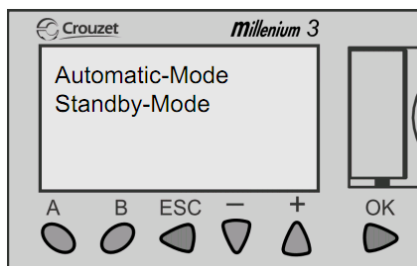 Crouzet
millenium 3
Automatic-Mode
Standby-Mode
A B ESC − + OK